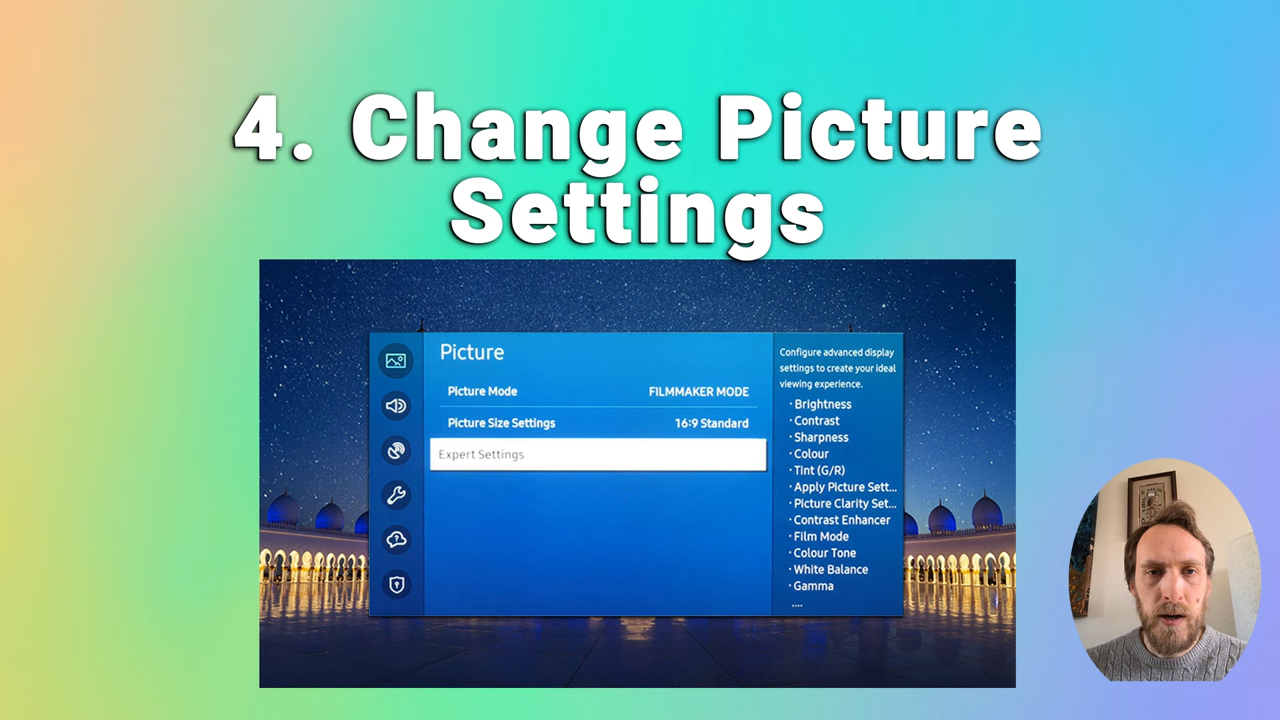 4. Change Picture
Settings
Picture
Picture Mode FILMMAKER MODE
Picture Size Settings 16:9 Standard
Expert Settings
Configure advanced display
settings to create your ideal
viewing experience.
· Brightness
· Contrast
· Sharpness
· Colour
· Tint (G/R)
· Apply Picture Sett...
· Picture Clarity Set...
· Contrast Enhancer
· Film Mode
· Colour Tone
· White Balance
· Gamma
....